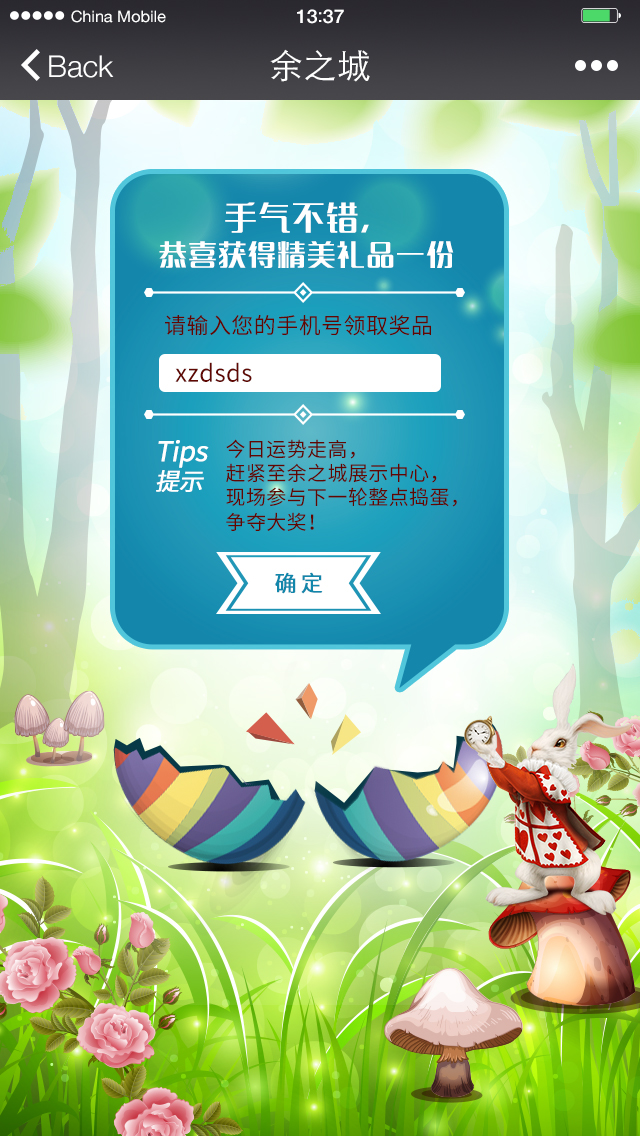 China Mobile 13:37
Back 余之城
手气不错,
恭喜获得精美礼品一份
请输入您的手机号领取奖品
xzdsds
Tips
提示
今日运势走高，
赶紧至余之城展示中心，
现场参与下一轮整点捣蛋，
争夺大奖！
确定